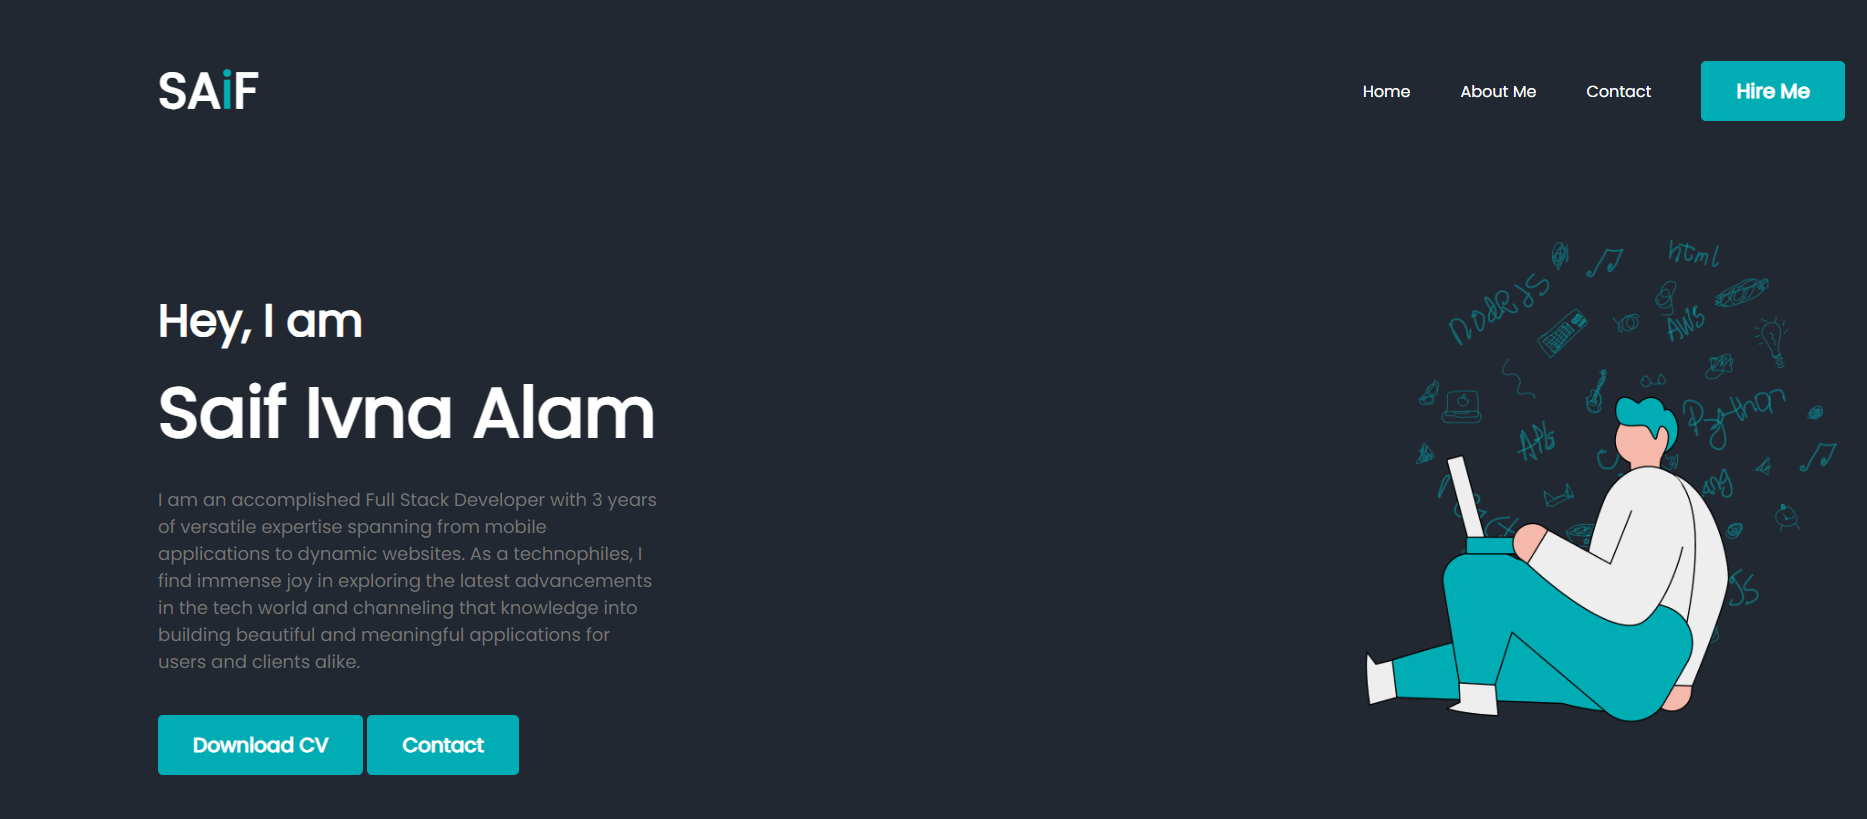 SAiF
Home About Me Contact Hire Me
Hey, I am
Saif Ivna Alam
I am an accomplished Full Stack Developer with 3 years
of versatile expertise spanning from mobile
applications to dynamic websites. As a technophiles, I
find immense joy in exploring the latest advancements
in the tech world and channeling that knowledge into
building beautiful and meaningful applications for
users and clients alike.
Download CV Contact
html
NodeJS
AWS
Python
APIs
JS